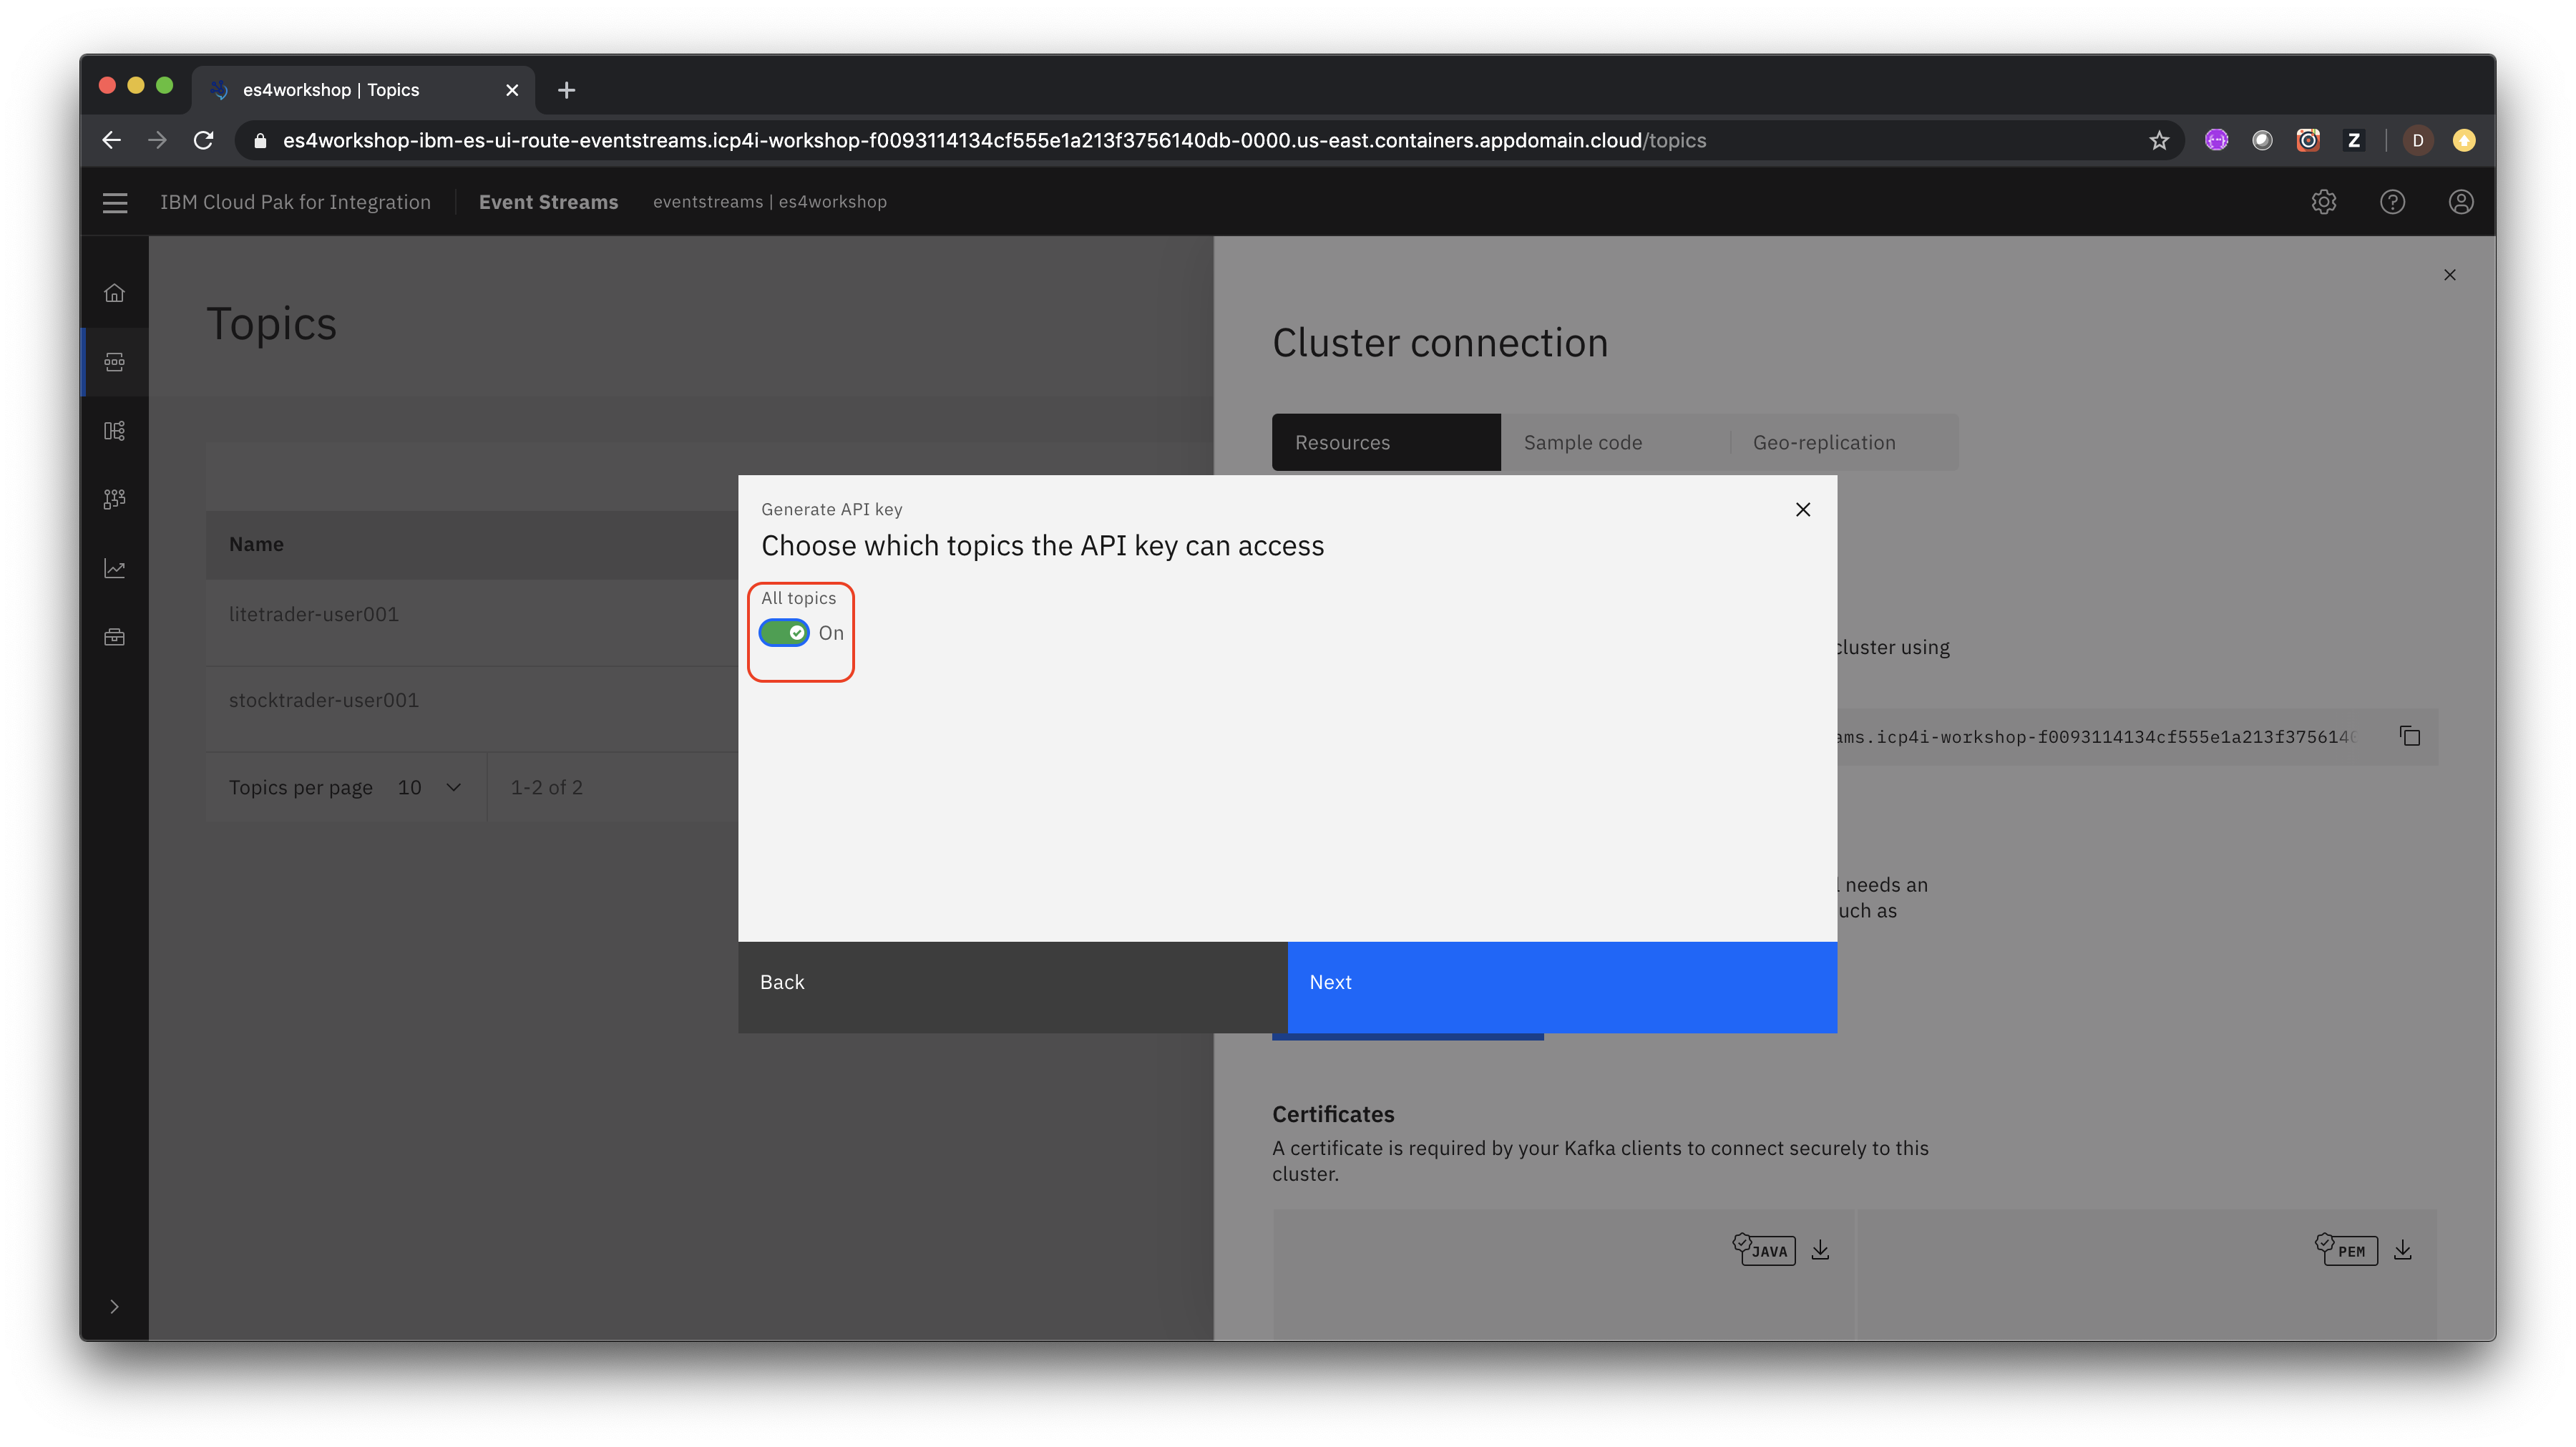 es4workshop | Topics
es4workshop-ibm-es-ui-route-eventstreams.icp4i-workshop-f0093114134cf555e1a213f3756140db-0000.us-east.containers.appdomain.cloud/topics
Z
D
IBM Cloud Pak for Integration
Event Streams
eventstreams | es4workshop
Topics
Name
litetrader-user001
stocktrader-user001
Topics per page 10
1-2 of 2
Cluster connection
Resources
Sample code
Geo-replication
Generate API key
Choose which topics the API key can access
All topics
On
Back
Next
cluster using
ams.icp4i-workshop-f0093114134cf555e1a213f3756140
needs an
uch as
Certificates
A certificate is required by your Kafka clients to connect securely to this
cluster.
JAVA
PEM